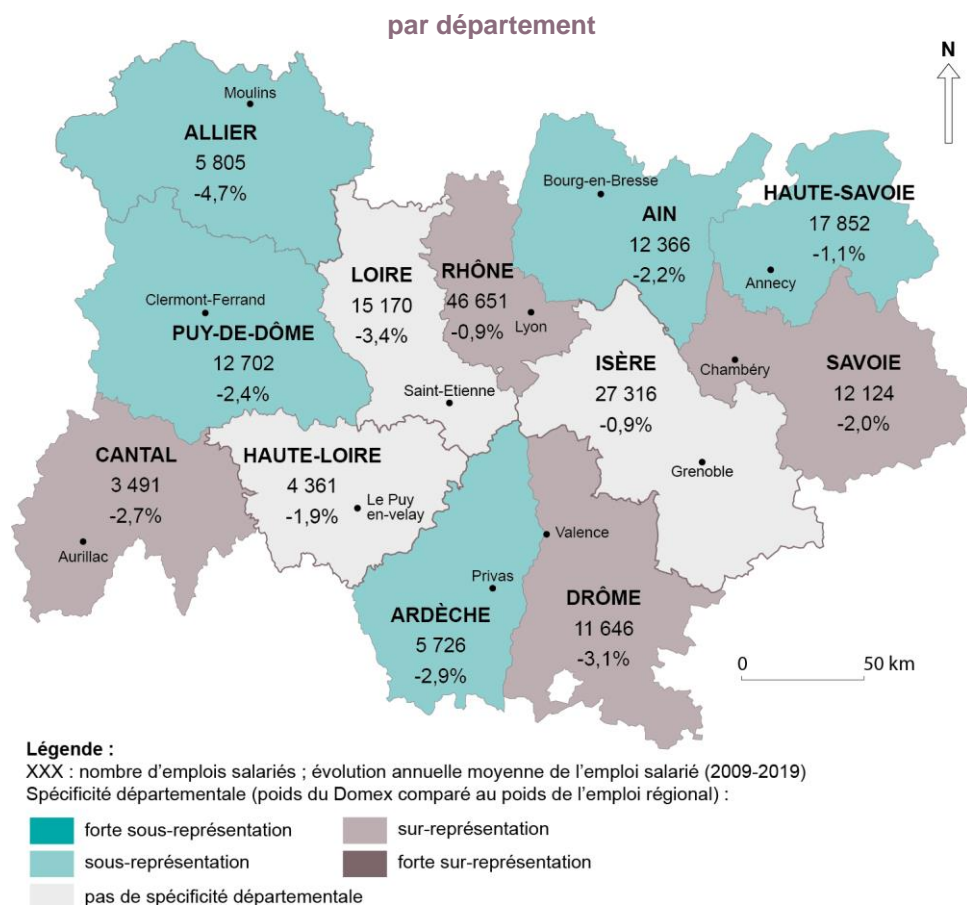 par département
N
Moulins
ALLIER
5 805
-4,7%
Bourg-en-Bresse
AIN
12 366
-2,2%
HAUTE-SAVOIE
17 852
-1,1%
Annecy
LOIRE
15 170
-3,4%
Saint-Etienne
RHÔNE
46 651
-0,9%
Lyon
Clermont-Ferrand
PUY-DE-DÔME
12 702
-2,4%
ISÈRE
27 316
-0,9%
Grenoble
Chambéry
SAVOIE
12 124
-2,0%
CANTAL
3 491
-2,7%
Aurillac
HAUTE-LOIRE
4 361
-1,9%
Le Puy
en-velay
Valence
Privas
ARDÈCHE
5 726
-2,9%
DRÔME
11 646
-3,1%
0 50 km
Légende :
XXX : nombre d'emplois salariés ; évolution annuelle moyenne de l'emploi salarié (2009-2019)
Spécificité départementale (poids du Domex comparé au poids de l'emploi régional) :
forte sous-représentation
sur-représentation
sous-représentation
forte sur-représentation
pas de spécificité départementale